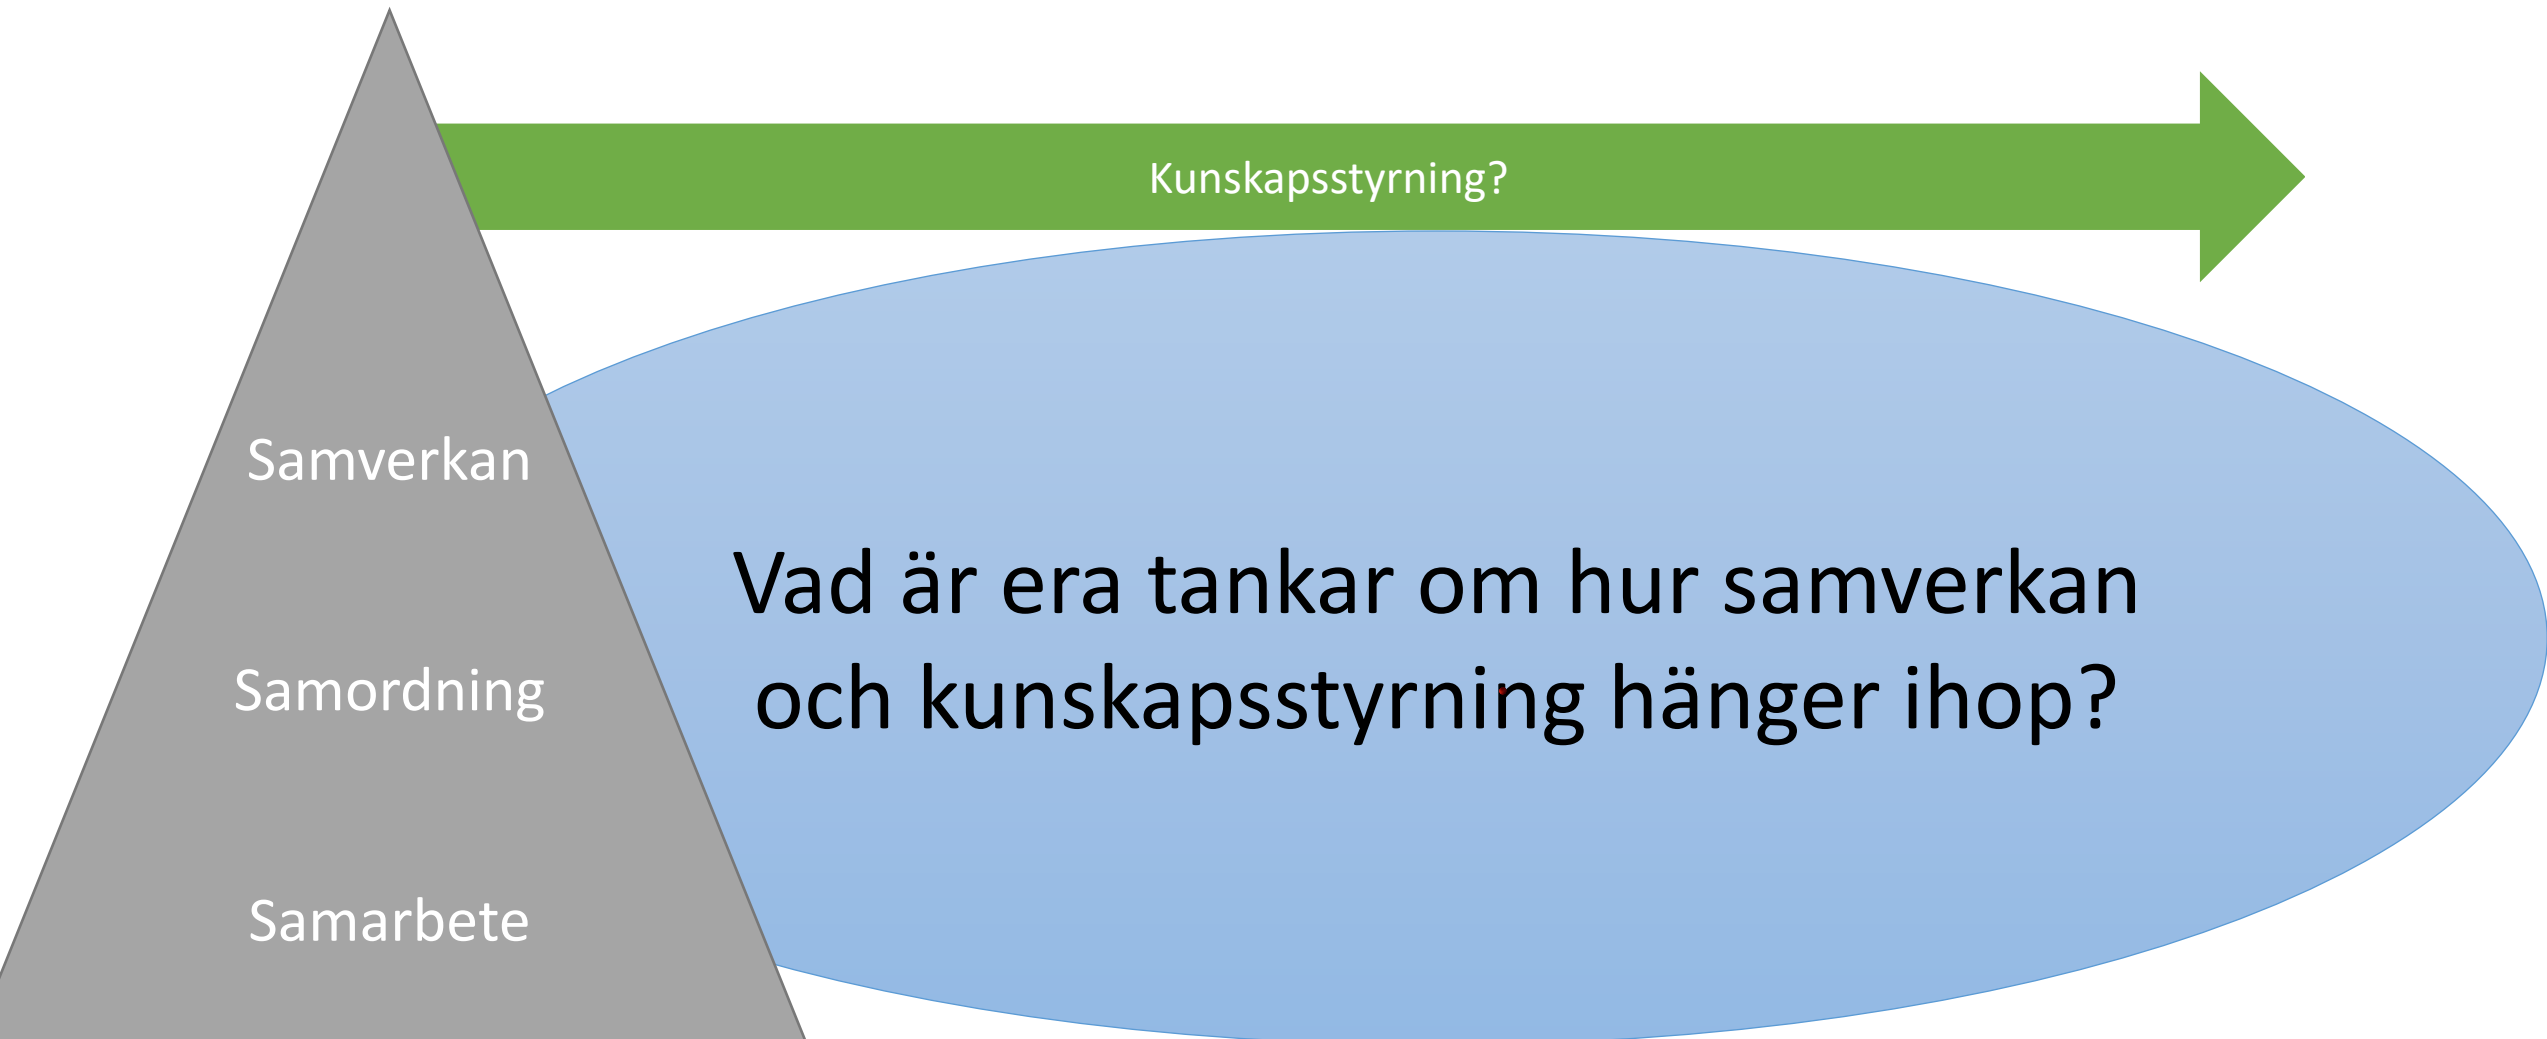 Kunskapsstyrning?
Samverkan
Samordning
Samarbete
Vad är era tankar om hur samverkan
och kunskapsstyrning hänger ihop?